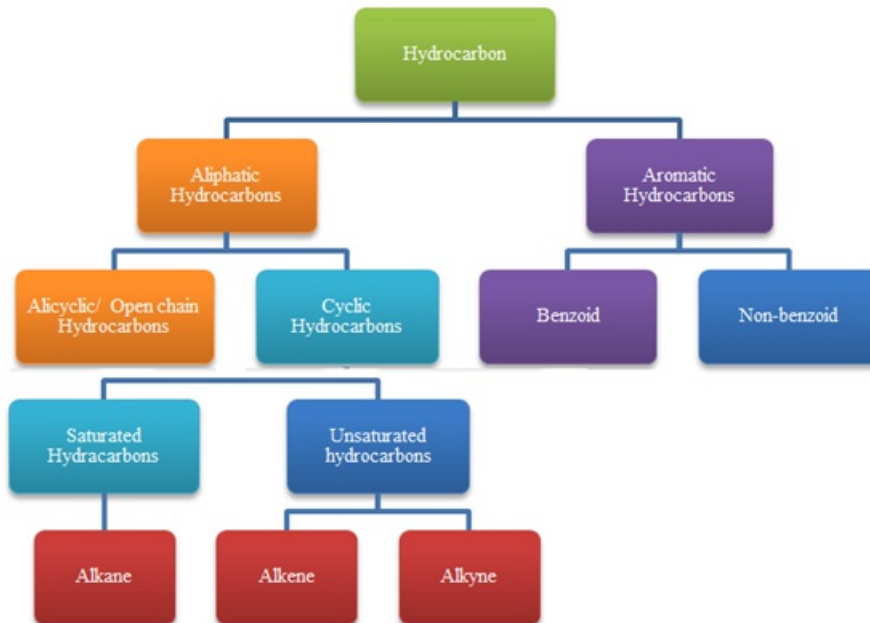 Hydrocarbon
Aliphatic
Hydrocarbons
Aromatic
Hydrocarbons
Alicyclic/ Open chain
Hydrocarbons
Cyclic
Hydrocarbons
Benzoid
Non-benzoid
Saturated
Hydracarbons
Unsaturated
hydrocarbons
Alkane
Alkene
Alkyne